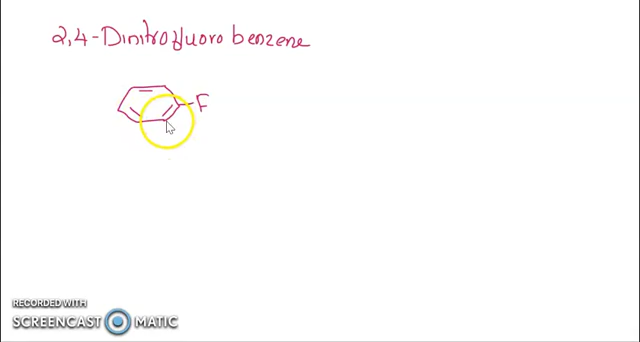 2,4-Dinitrofluoro benzene
F
RECORDED WITH
SCREENCAST MATIC